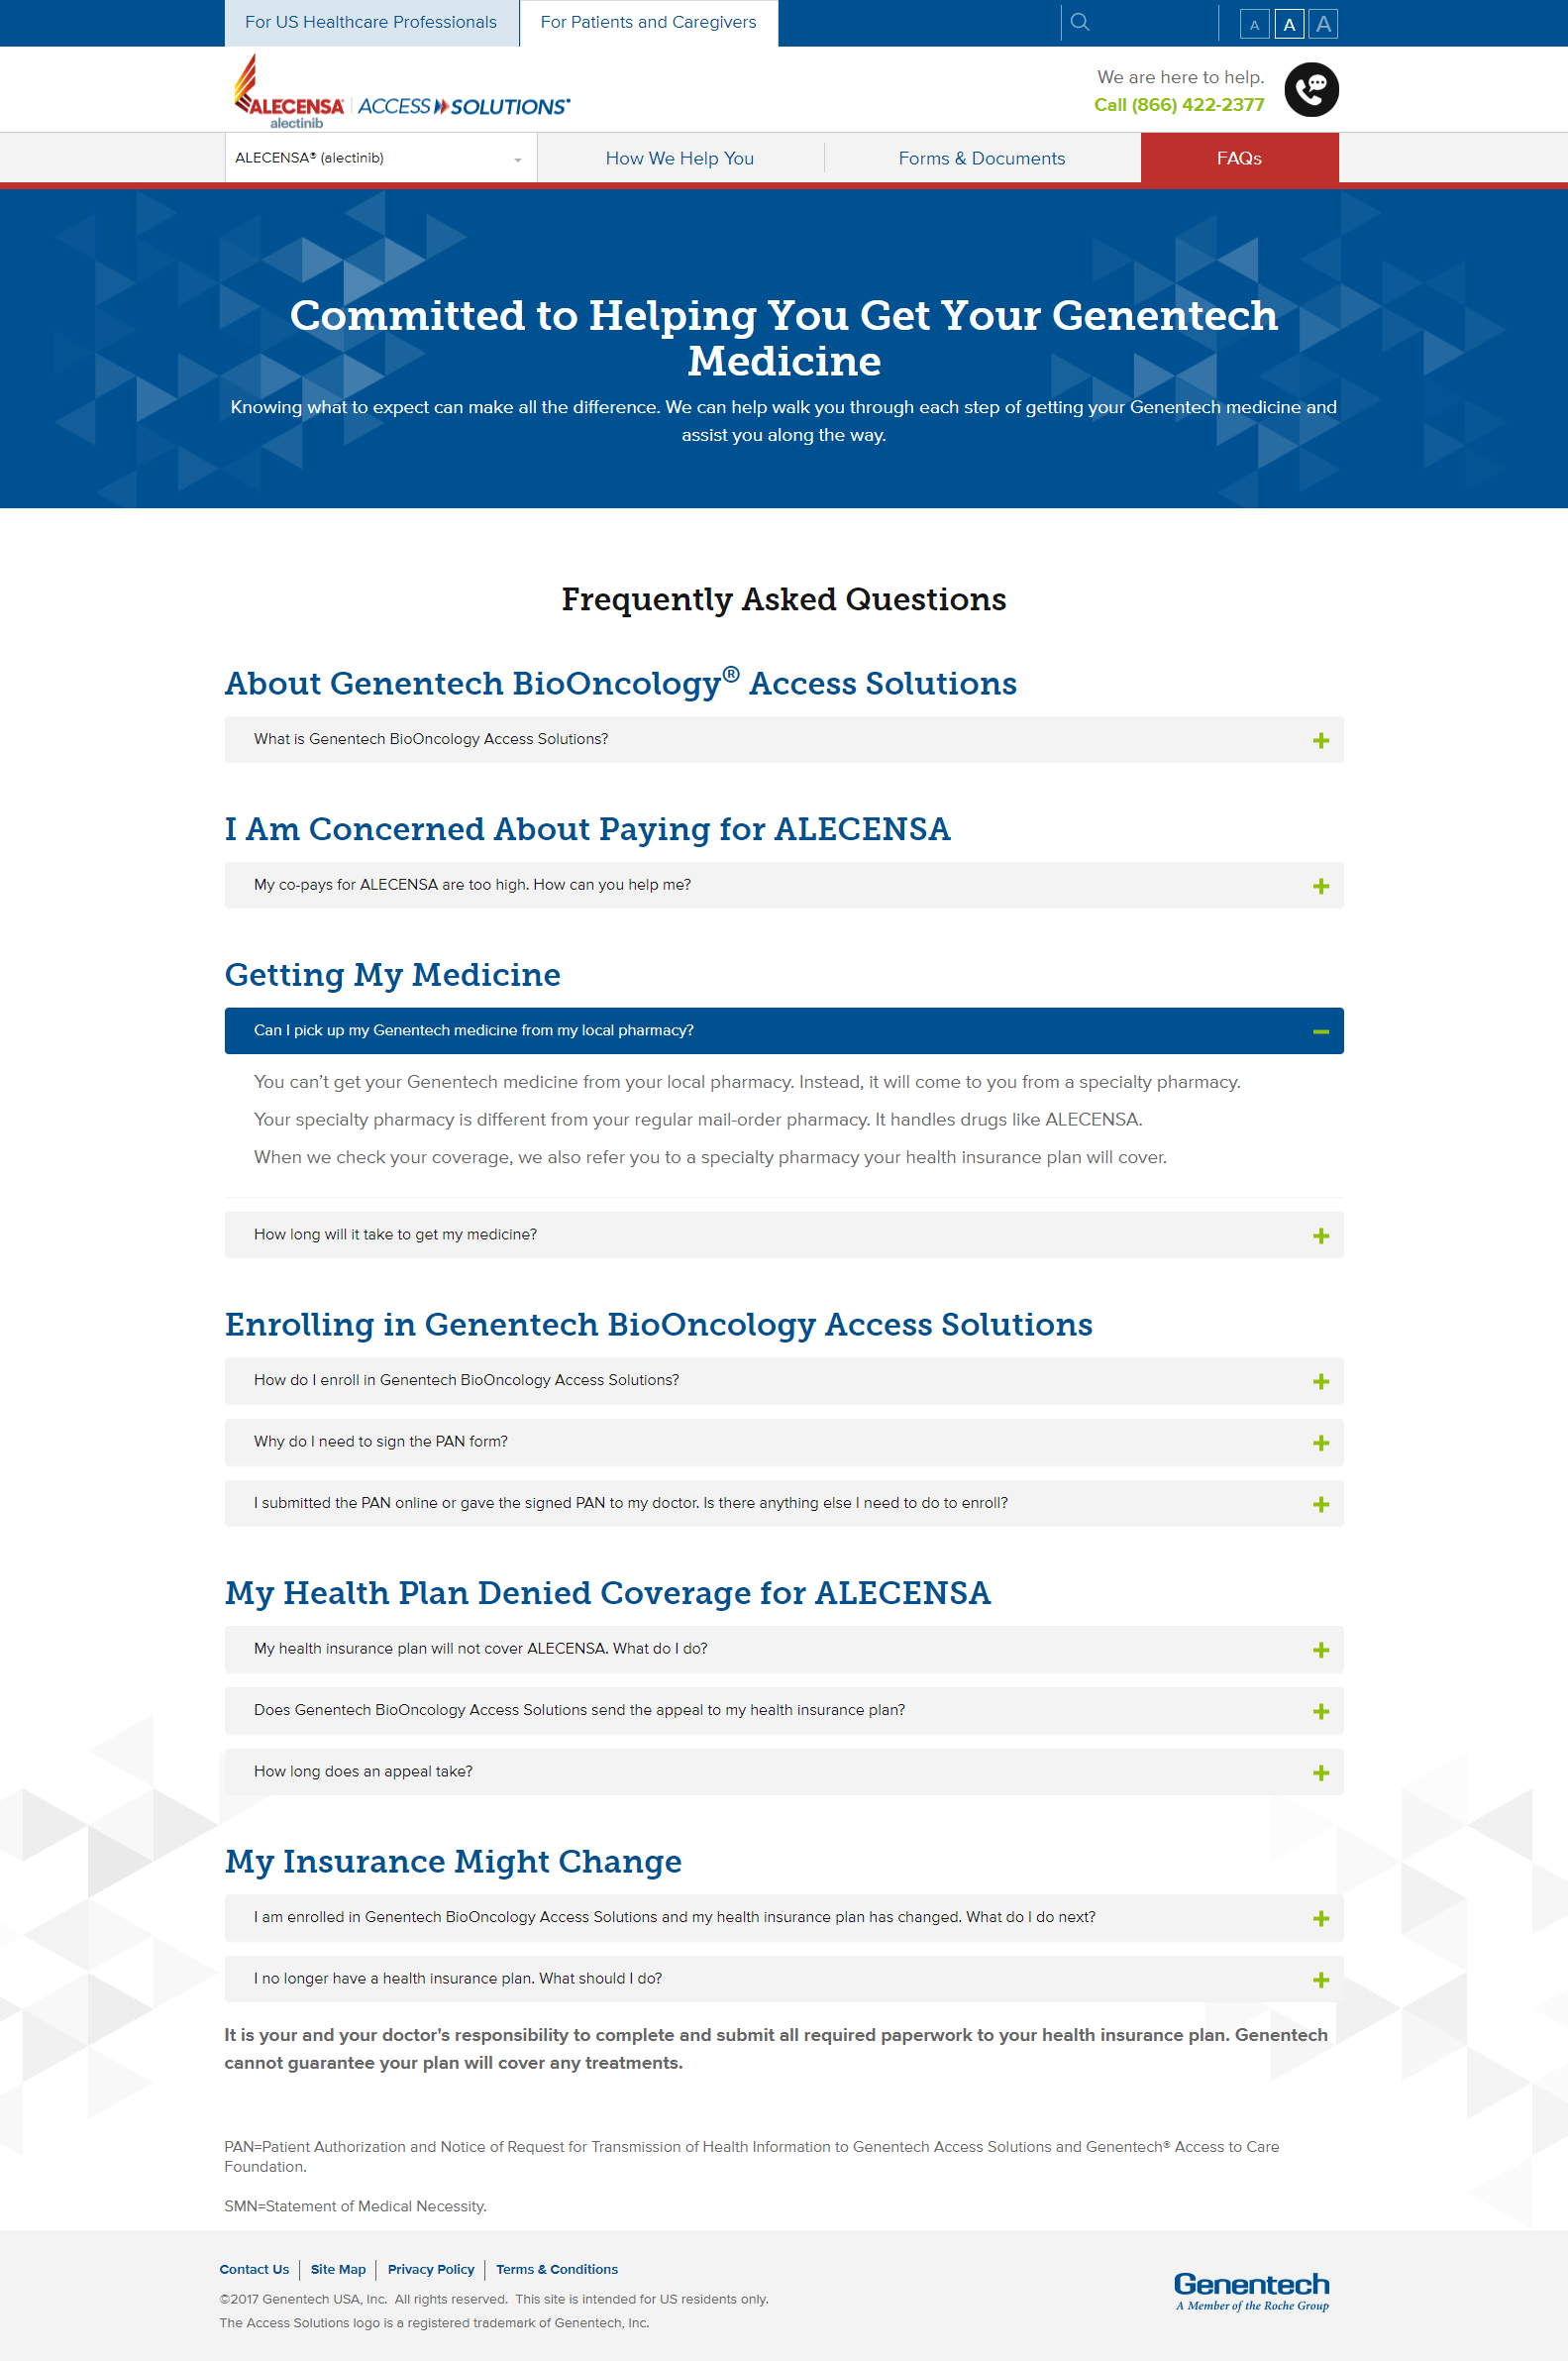 For US Healthcare Professionals
For Patients and Caregivers
A A A
ALECENSA®
alectinib
ACCESS SOLUTIONS®
We are here to help.
Call (866) 422-2377
ALECENSA® (alectinib)
How We Help You
Forms & Documents
FAQs
Committed to Helping You Get Your Genentech
Medicine
Knowing what to expect can make all the difference. We can help walk you through each step of getting your Genentech medicine and
assist you along the way.
Frequently Asked Questions
About Genentech BioOncology® Access Solutions
What is Genentech BioOncology Access Solutions?
I Am Concerned About Paying for ALECENSA
My co-pays for ALECENSA are too high. How can you help me?
Getting My Medicine
Can I pick up my Genentech medicine from my local pharmacy?
You can’t get your Genentech medicine from your local pharmacy. Instead, it will come to you from a specialty pharmacy.
Your specialty pharmacy is different from your regular mail-order pharmacy. It handles drugs like ALECENSA.
When we check your coverage, we also refer you to a specialty pharmacy your health insurance plan will cover.
How long will it take to get my medicine?
Enrolling in Genentech BioOncology Access Solutions
How do I enroll in Genentech BioOncology Access Solutions?
Why do I need to sign the PAN form?
I submitted the PAN online or gave the signed PAN to my doctor. Is there anything else I need to do to enroll?
My Health Plan Denied Coverage for ALECENSA
My health insurance plan will not cover ALECENSA. What do I do?
Does Genentech BioOncology Access Solutions send the appeal to my health insurance plan?
How long does an appeal take?
My Insurance Might Change
I am enrolled in Genentech BioOncology Access Solutions and my health insurance plan has changed. What do I do next?
I no longer have a health insurance plan. What should I do?
It is your and your doctor's responsibility to complete and submit all required paperwork to your health insurance plan. Genentech
cannot guarantee your plan will cover any treatments.
PAN=Patient Authorization and Notice of Request for Transmission of Health Information to Genentech Access Solutions and Genentech® Access to Care
Foundation.
SMN=Statement of Medical Necessity.
Contact Us
Site Map
Privacy Policy
Terms & Conditions
©2017 Genentech USA, Inc. All rights reserved. This site is intended for US residents only.
The Access Solutions logo is a registered trademark of Genentech, Inc.
Genentech
A Member of the Roche Group